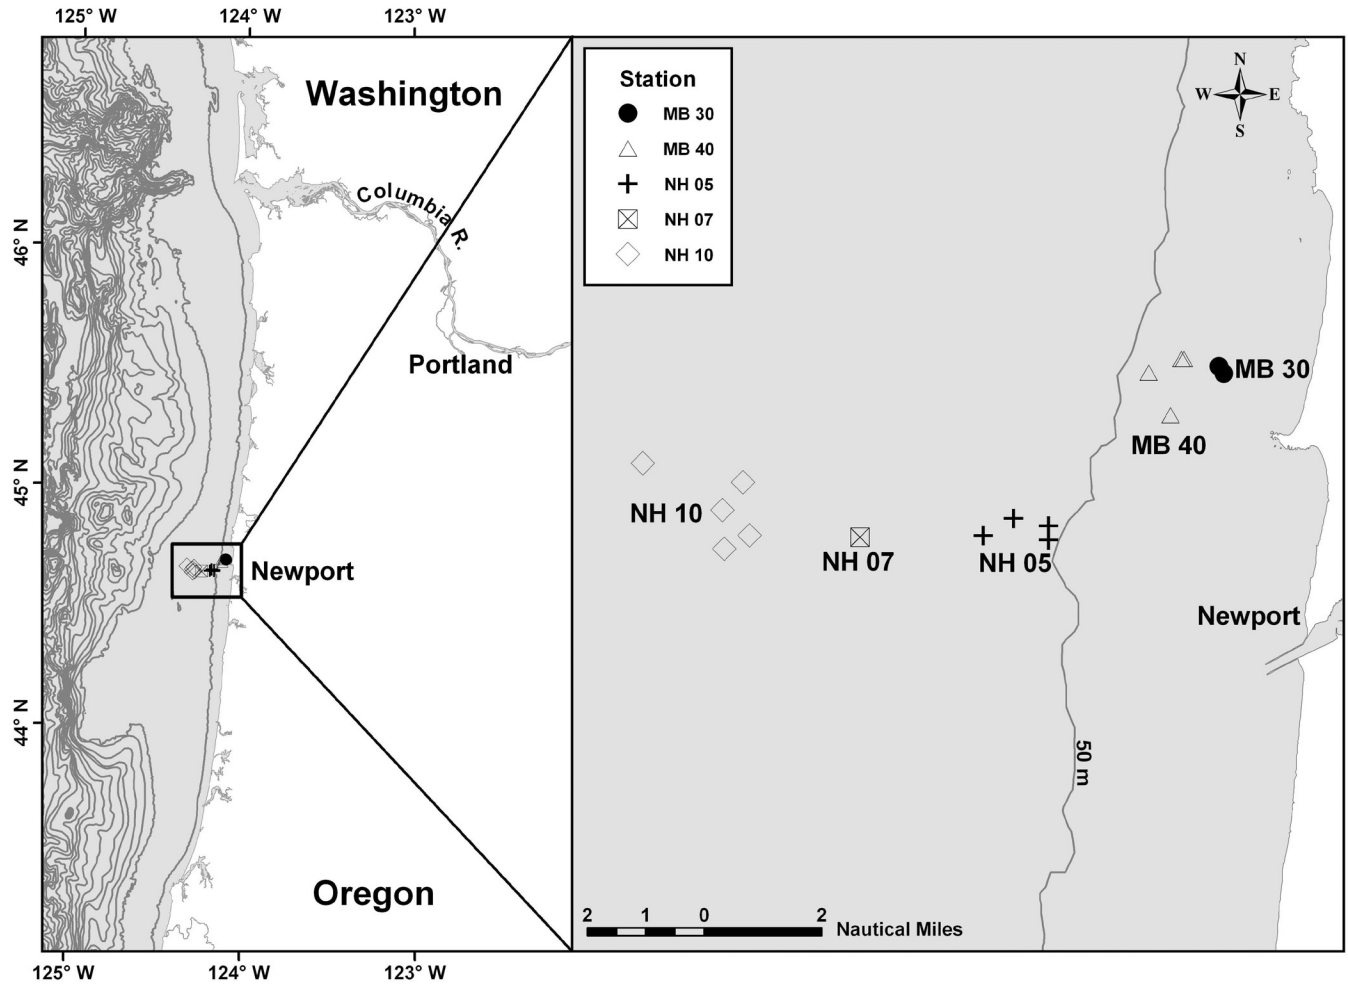 125° W
124° W
123° W
Washington
Columbia R.
46° N
Portland
45° N
Newport
44° N
Oregon
125° W
124° W
123° W
Station
MB 30
MB 40
NH 05
NH 07
NH 10
N
W
E
S
MB 30
MB 40
NH 10
NH 07
NH 05
Newport
50 m
2
1
0
2
Nautical Miles